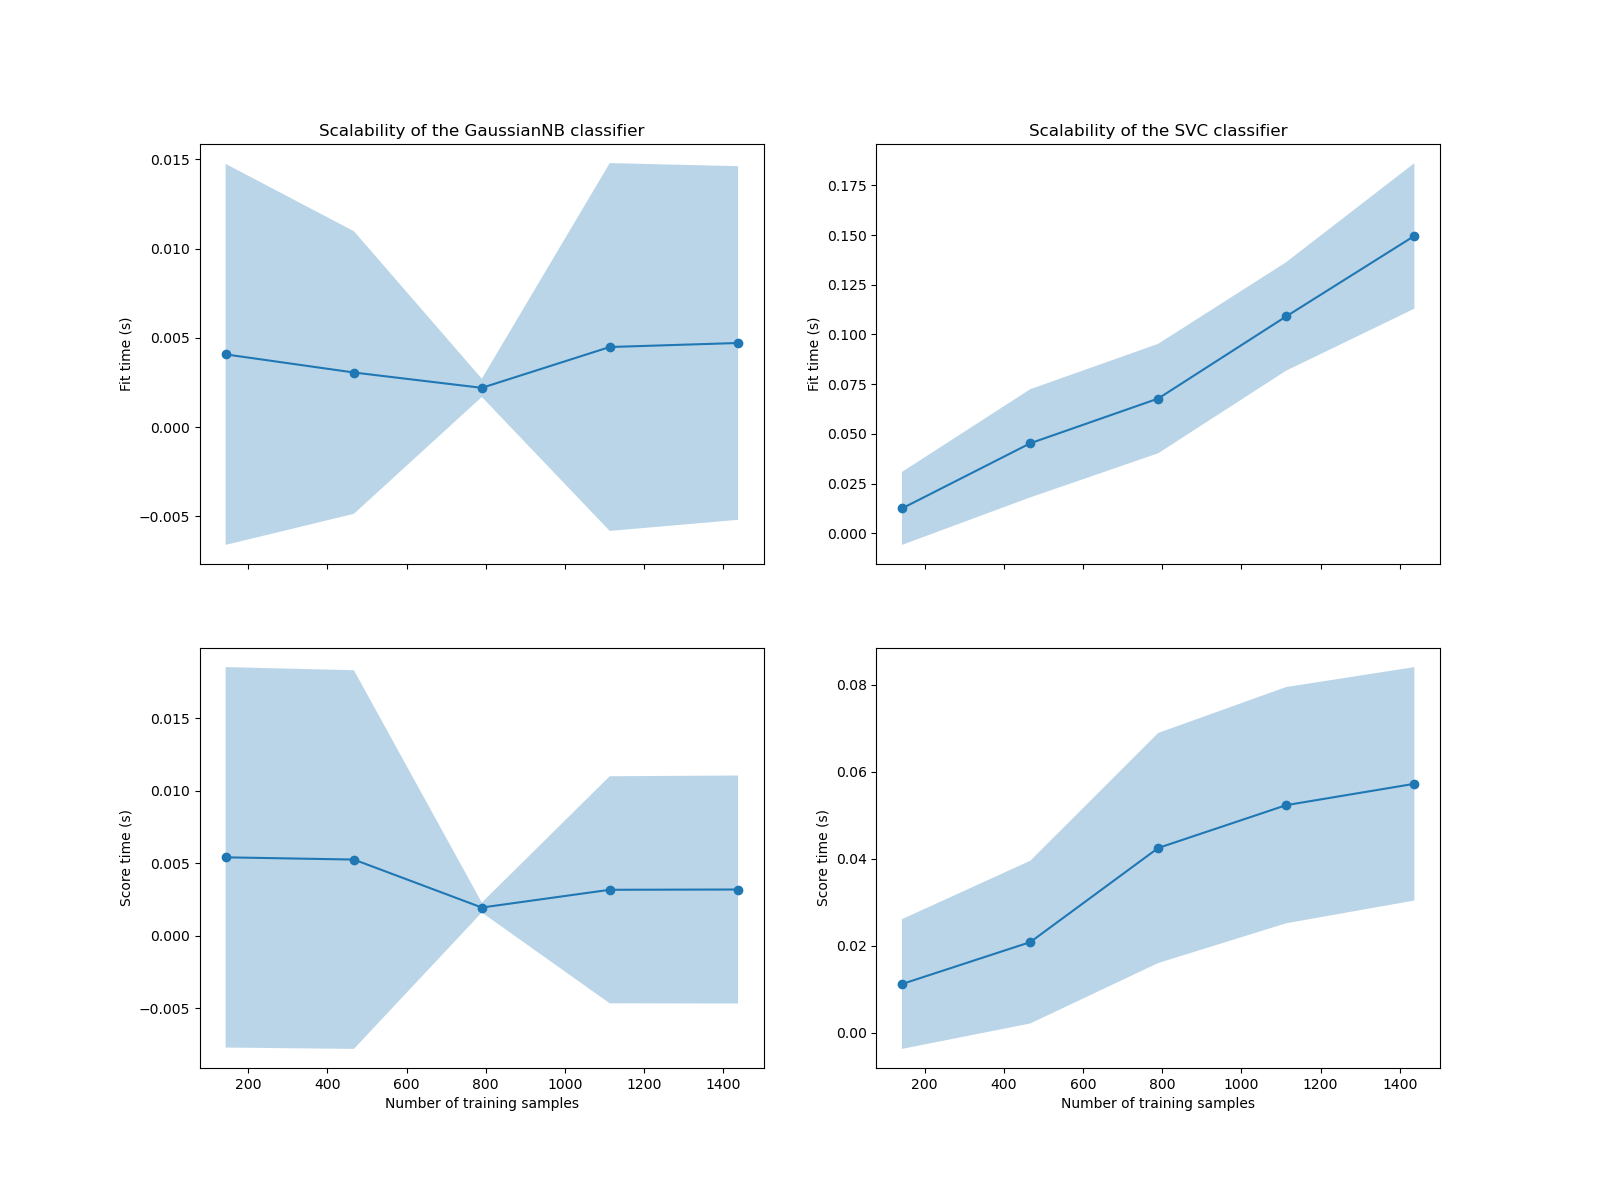 Scalability of the GaussianNB classifier
0.015
0.010
0.005
0.000
−0.005
Fit time (s)
Scalability of the SVC classifier
0.175
0.150
0.125
0.100
0.075
0.050
0.025
0.000
Fit time (s)
0.015
0.010
0.005
0.000
−0.005
Score time (s)
200 400 600 800 1000 1200 1400
Number of training samples
0.08
0.06
0.04
0.02
0.00
Score time (s)
200 400 600 800 1000 1200 1400
Number of training samples